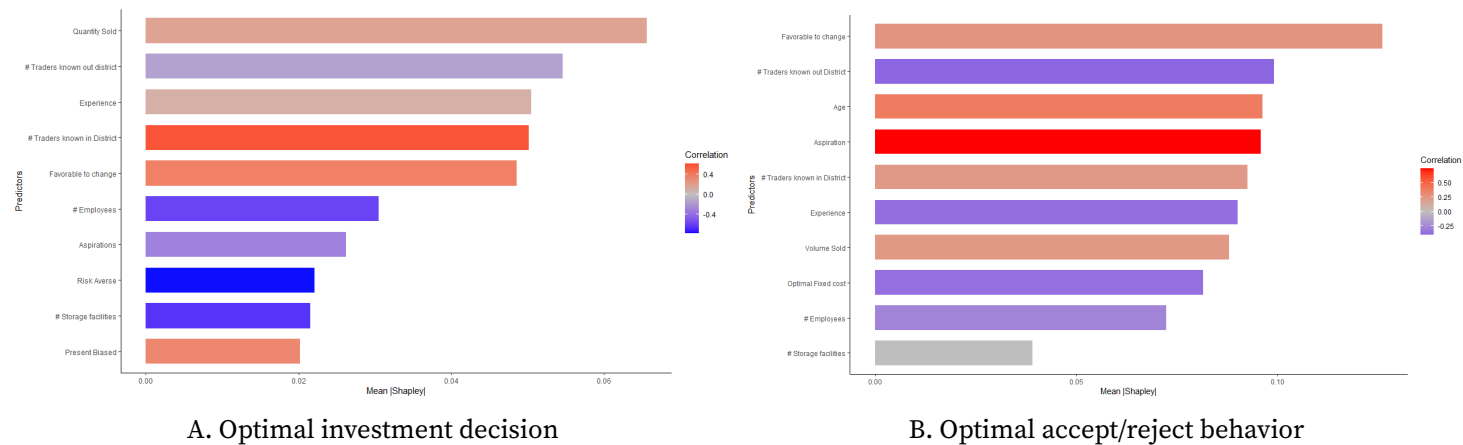 Predictors
Quantity Sold
# Traders known out district
Experience
# Traders known in District
Favorable to change
# Employees
Aspirations
Risk Averse
# Storage facilities
Present Biased
0.00 0.02 0.04 0.06
Mean |Shapley|
Correlation
0.4
0.0
-0.4
A. Optimal investment decision
Predictors
Favorable to change
# Traders known out District
Age
Aspiration
# Traders known in District
Experience
Volume Sold
Optimal Fixed cost
# Employees
# Storage facilities
0.00 0.05 0.10
Mean |Shapley|
Correlation
0.50
0.25
0.00
-0.25
B. Optimal accept/reject behavior